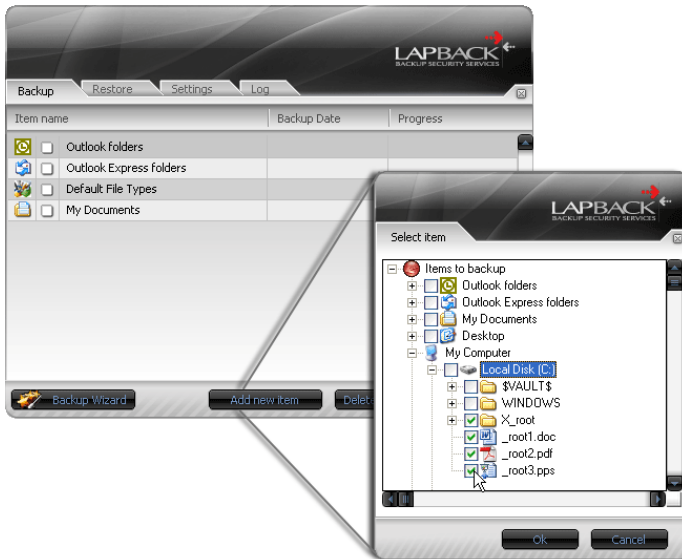 LAPBACK
BACKUP SECURITY SERVICES
Backup Restore Settings Log
Item name Backup Date Progress
Outlook folders
Outlook Express folders
Default File Types
My Documents
Backup Wizard Add new item Delete
LAPBACK
BACKUP SECURITY SERVICES
Select item
Items to backup
Outlook folders
Outlook Express folders
My Documents
Desktop
My Computer
Local Disk (C:)
$VAULT$
WINDOWS
X_root
_root1.doc
_root2.pdf
_root3.pps
Ok Cancel